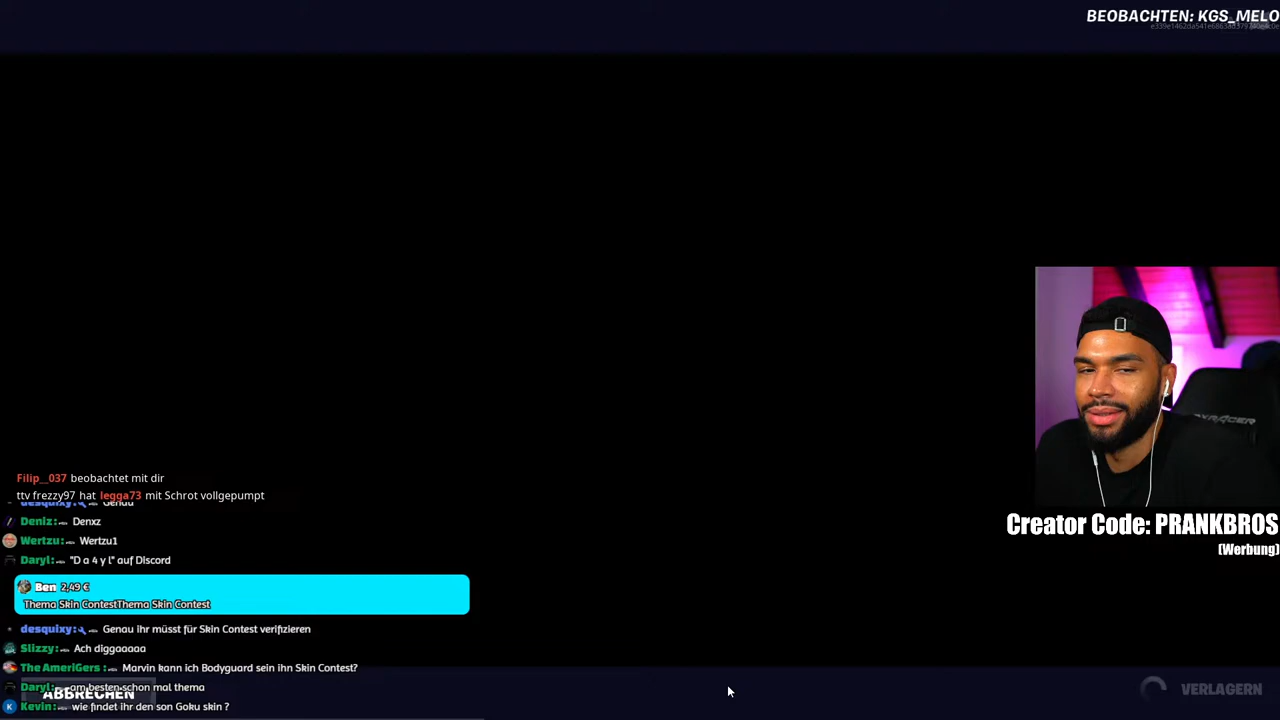 BEOBACHTEN: KGS_MELO
Filip__037 beobachtet mit dir
ttv frezzy97 hat legga73 mit Schrot vollgepumpt
desquixy: Genau
Deniz: Denxz
Wertzu: Wertzu1
Daryl: "D a 4 y l" auf Discord
Ben 2,49 €
Thema Skin ContestThema Skin Contest
desquixy: Genau ihr müsst für Skin Contest verifizieren
Slizzy: Ach diggaaaaa
The AmeriGers : Marvin kann ich Bodyguard sein ihn Skin Contest?
Daryl: am besten schon mal thema
ABBRECHEN
K Kevin: wie findet ihr den son Goku skin ?
Creator Code: PRANKBROS
(Werbung)
VERLAGERN